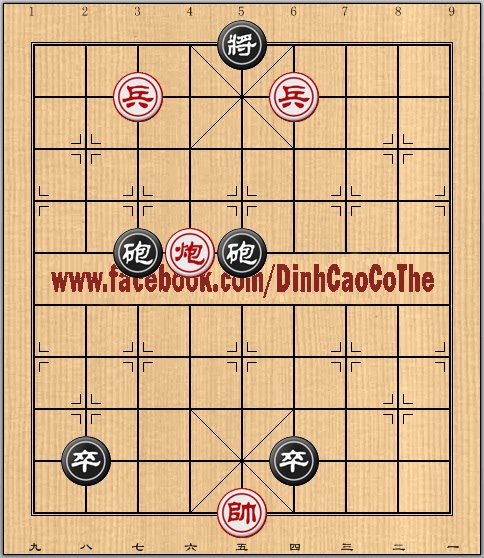 1 2 3 4 5 6 7 8 9
將
兵 兵
砲 炮 砲
www.facebook.com/DinhCaoCoThe
卒 卒
帥
九 八 七 六 五 四 三 二 一